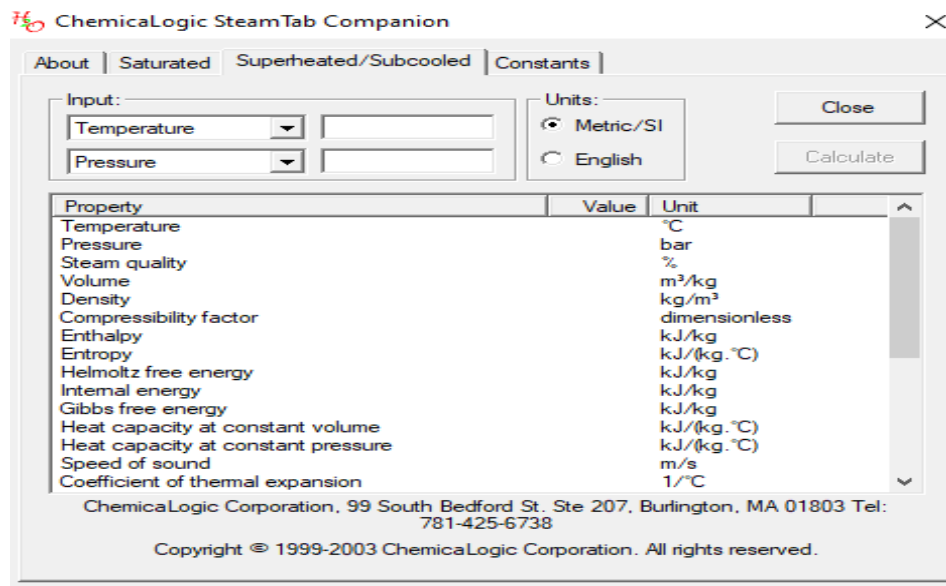 ChemicaLogic SteamTab Companion
About Saturated Superheated/Subcooled Constants
Input: Units:
Temperature Metric/SI Close
Pressure English Calculate
Property Value Unit
Temperature °C
Pressure bar
Steam quality %
Volume m³/kg
Density kg/m³
Compressibility factor dimensionless
Enthalpy kJ/kg
Entropy kJ/(kg.°C)
Helmoltz free energy kJ/kg
Internal energy kJ/kg
Gibbs free energy kJ/kg
Heat capacity at constant volume kJ/(kg.°C)
Heat capacity at constant pressure kJ/(kg.°C)
Speed of sound m/s
Coefficient of thermal expansion 1/°C
ChemicaLogic Corporation, 99 South Bedford St. Ste 207, Burlington, MA 01803 Tel:
781-425-6738
Copyright © 1999-2003 ChemicaLogic Corporation. All rights reserved.